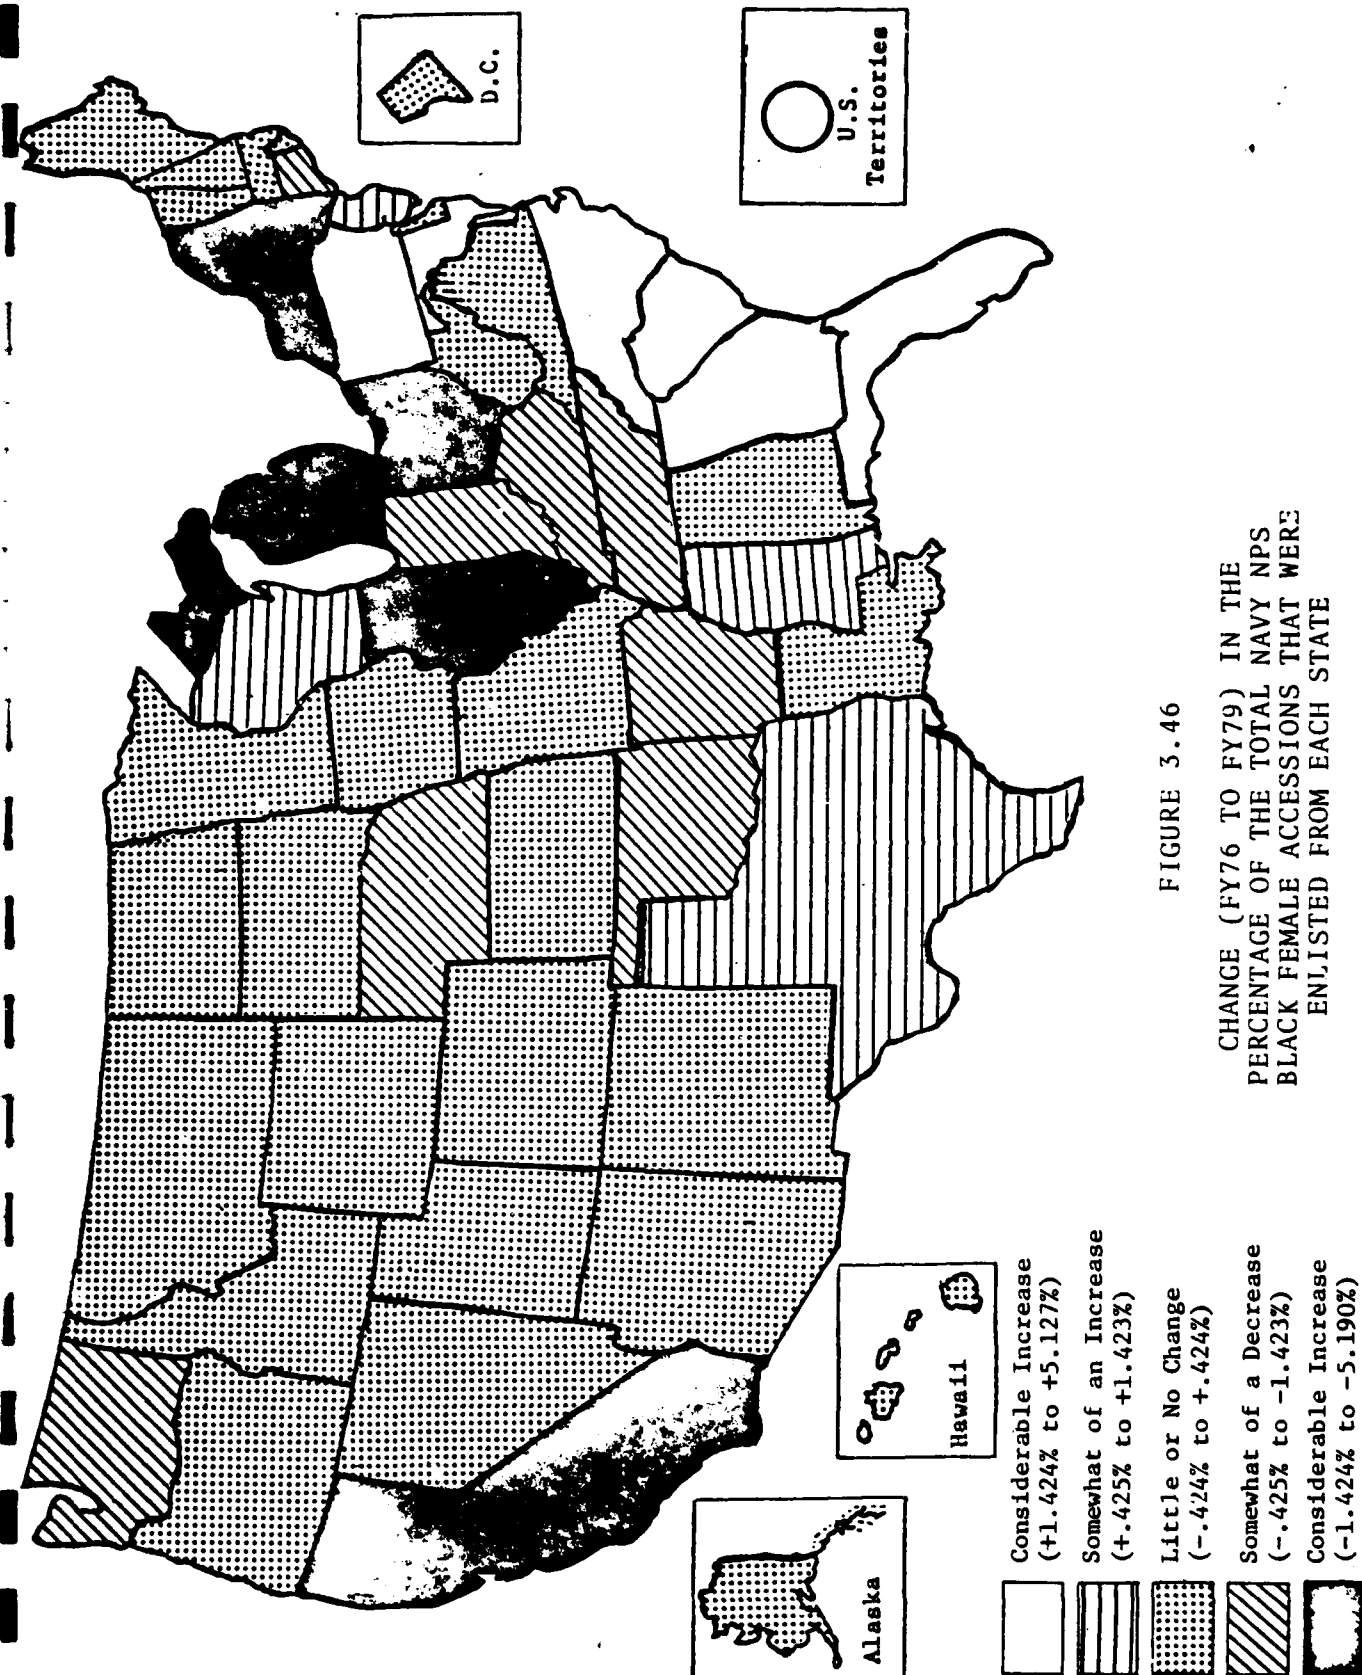 D.C.
U.S.
Territories
Alaska
Hawaii
Considerable Increase
(+1.424% to +5.127%)
Somewhat of an Increase
(+.425% to +1.423%)
Little or No Change
(-.424% to +.424%)
Somewhat of a Decrease
(-.425% to -1.423%)
Considerable Increase
(-1.424% to -5.190%)
FIGURE 3.46
CHANGE (FY76 TO FY79) IN THE
PERCENTAGE OF THE TOTAL NAVY NPS
BLACK FEMALE ACCESSIONS THAT WERE
ENLISTED FROM EACH STATE